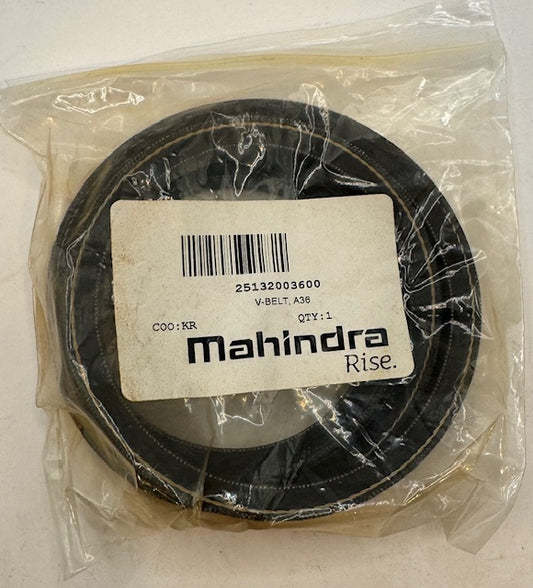 25132003600
V-BELT, A36
COO:KR QTY:1
Mahindra
Rise.